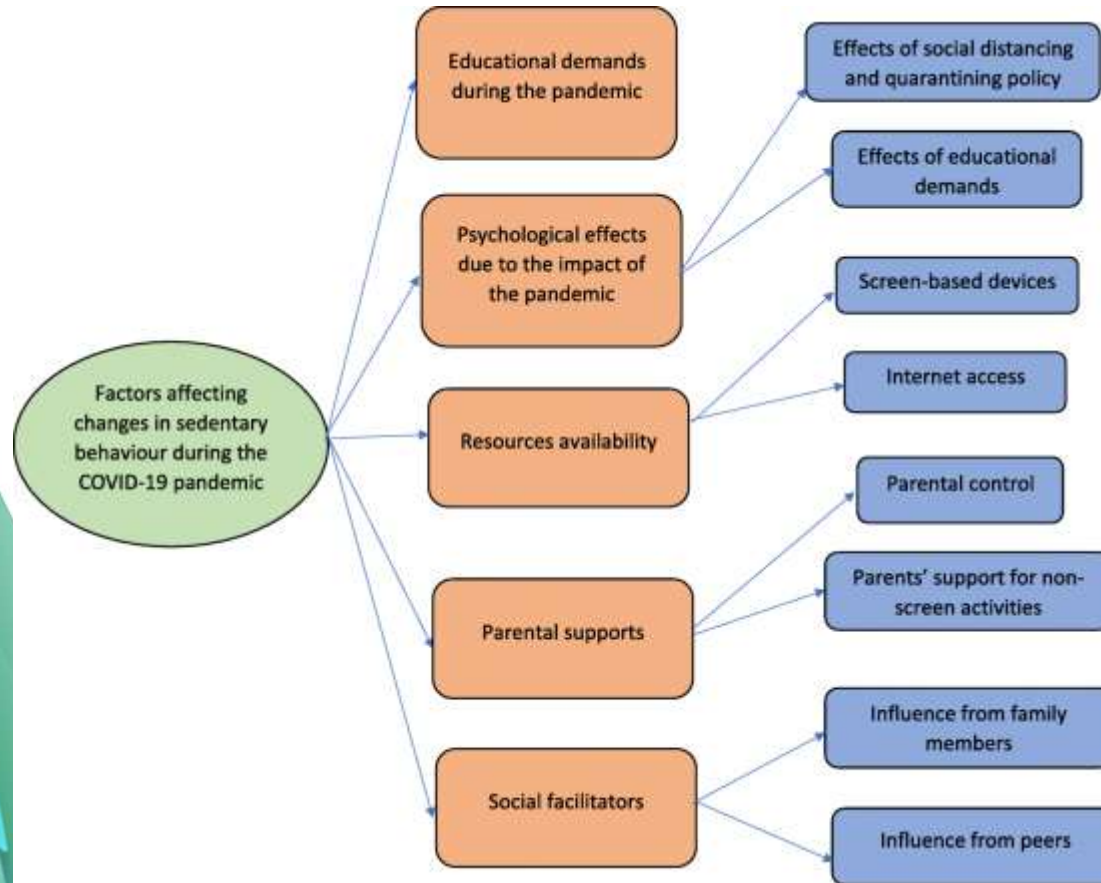 Factors affecting
changes in sedentary
behaviour during the
COVID-19 pandemic
Educational demands
during the pandemic
Psychological effects
due to the impact of
the pandemic
Resources availability
Parental supports
Social facilitators
Effects of social distancing
and quarantining policy
Effects of educational
demands
Screen-based devices
Internet access
Parental control
Parents’ support for non-
screen activities
Influence from family
members
Influence from peers